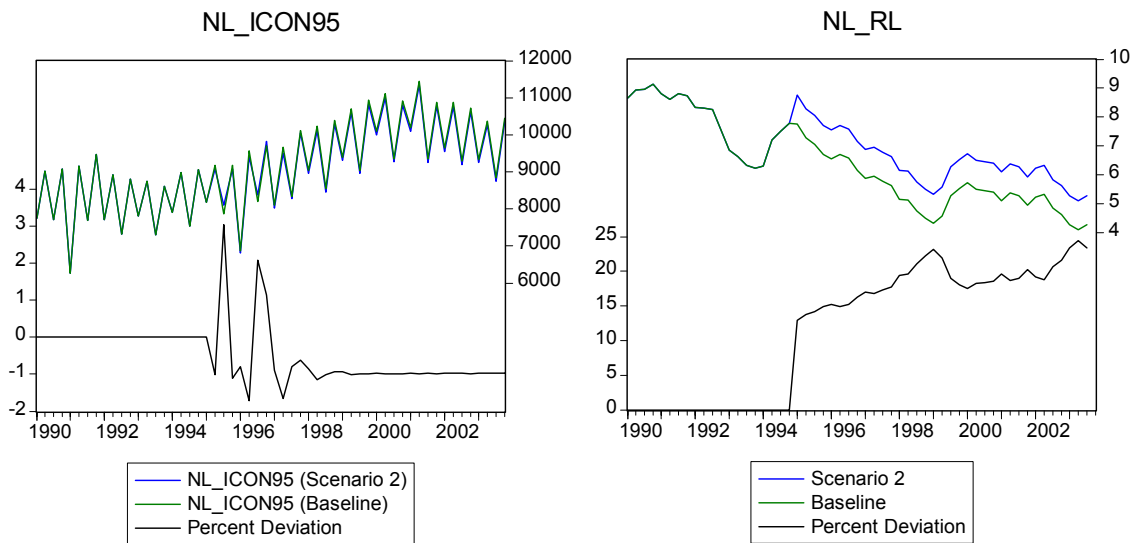 NL_ICON95
12000
11000
10000
9000
8000
7000
6000
4
3
2
1
0
-1
-2
1990 1992 1994 1996 1998 2000 2002
NL_ICON95 (Scenario 2)
NL_ICON95 (Baseline)
Percent Deviation
NL_RL
10
9
8
7
6
5
4
25
20
15
10
5
0
1990 1992 1994 1996 1998 2000 2002
Scenario 2
Baseline
Percent Deviation